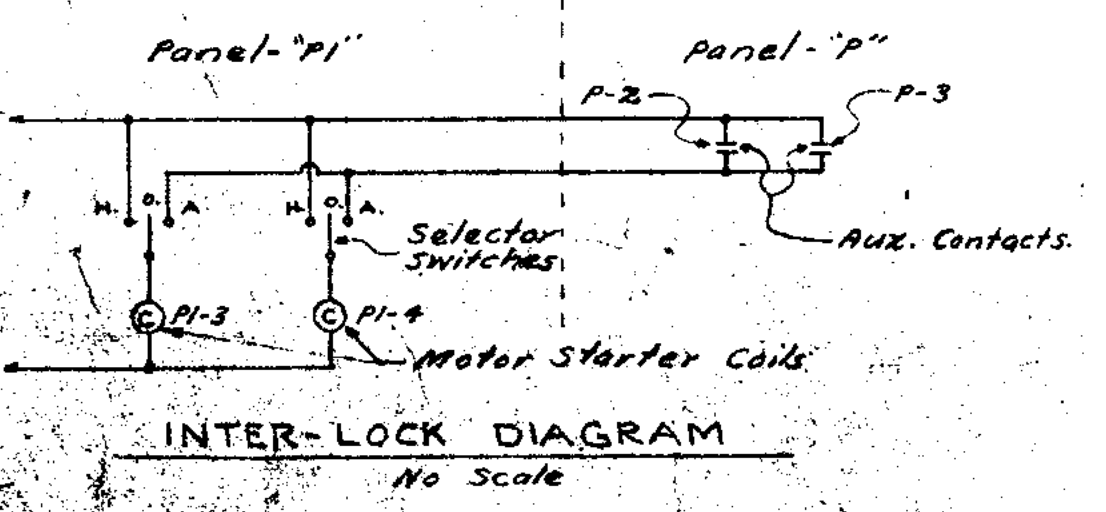 Panel-"P1"
Panel-"P"
P-2
P-3
H. O. A
H. O. A.
Selector
switches
Aux. Contacts.
C P1-3
C P1-4
Motor Starter Coils
INTER-LOCK DIAGRAM
No Scale